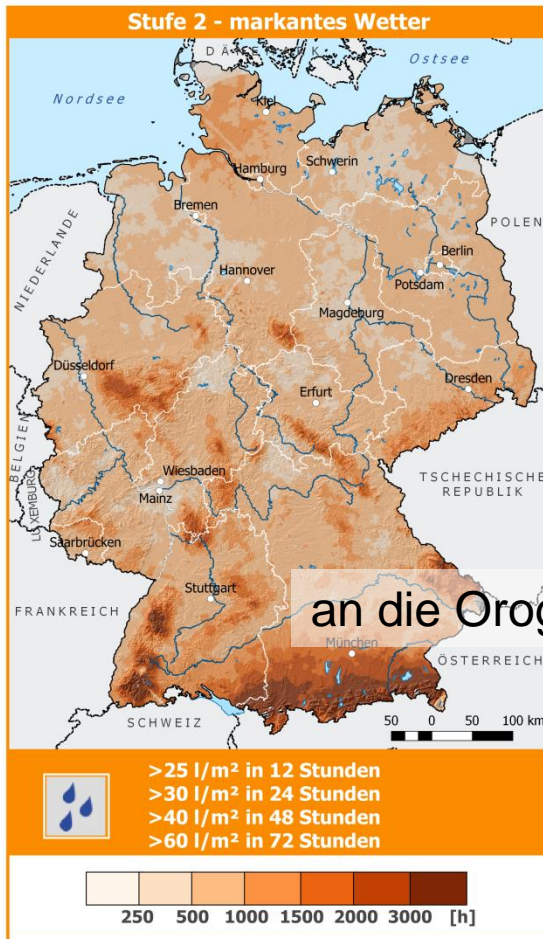 Stufe 2 - markantes Wetter
DÄNEMARK
Ostsee
Nordsee
Kiel
Schwerin
Hamburg
Bremen
POLEN
NIEDERLANDE
Berlin
Hannover
Potsdam
Magdeburg
Düsseldorf
Dresden
Erfurt
BELGIEN
Wiesbaden
TSCHECHISCHE
REPUBLIK
LUXEMBURG
Mainz
Saarbrücken
Stuttgart
FRANKREICH
an die Orog
München
ÖSTERREICH
SCHWEIZ
50 0 50 100 km
>25 l/m² in 12 Stunden
>30 l/m² in 24 Stunden
>40 l/m² in 48 Stunden
>60 l/m² in 72 Stunden
250 500 1000 1500 2000 3000 [h]